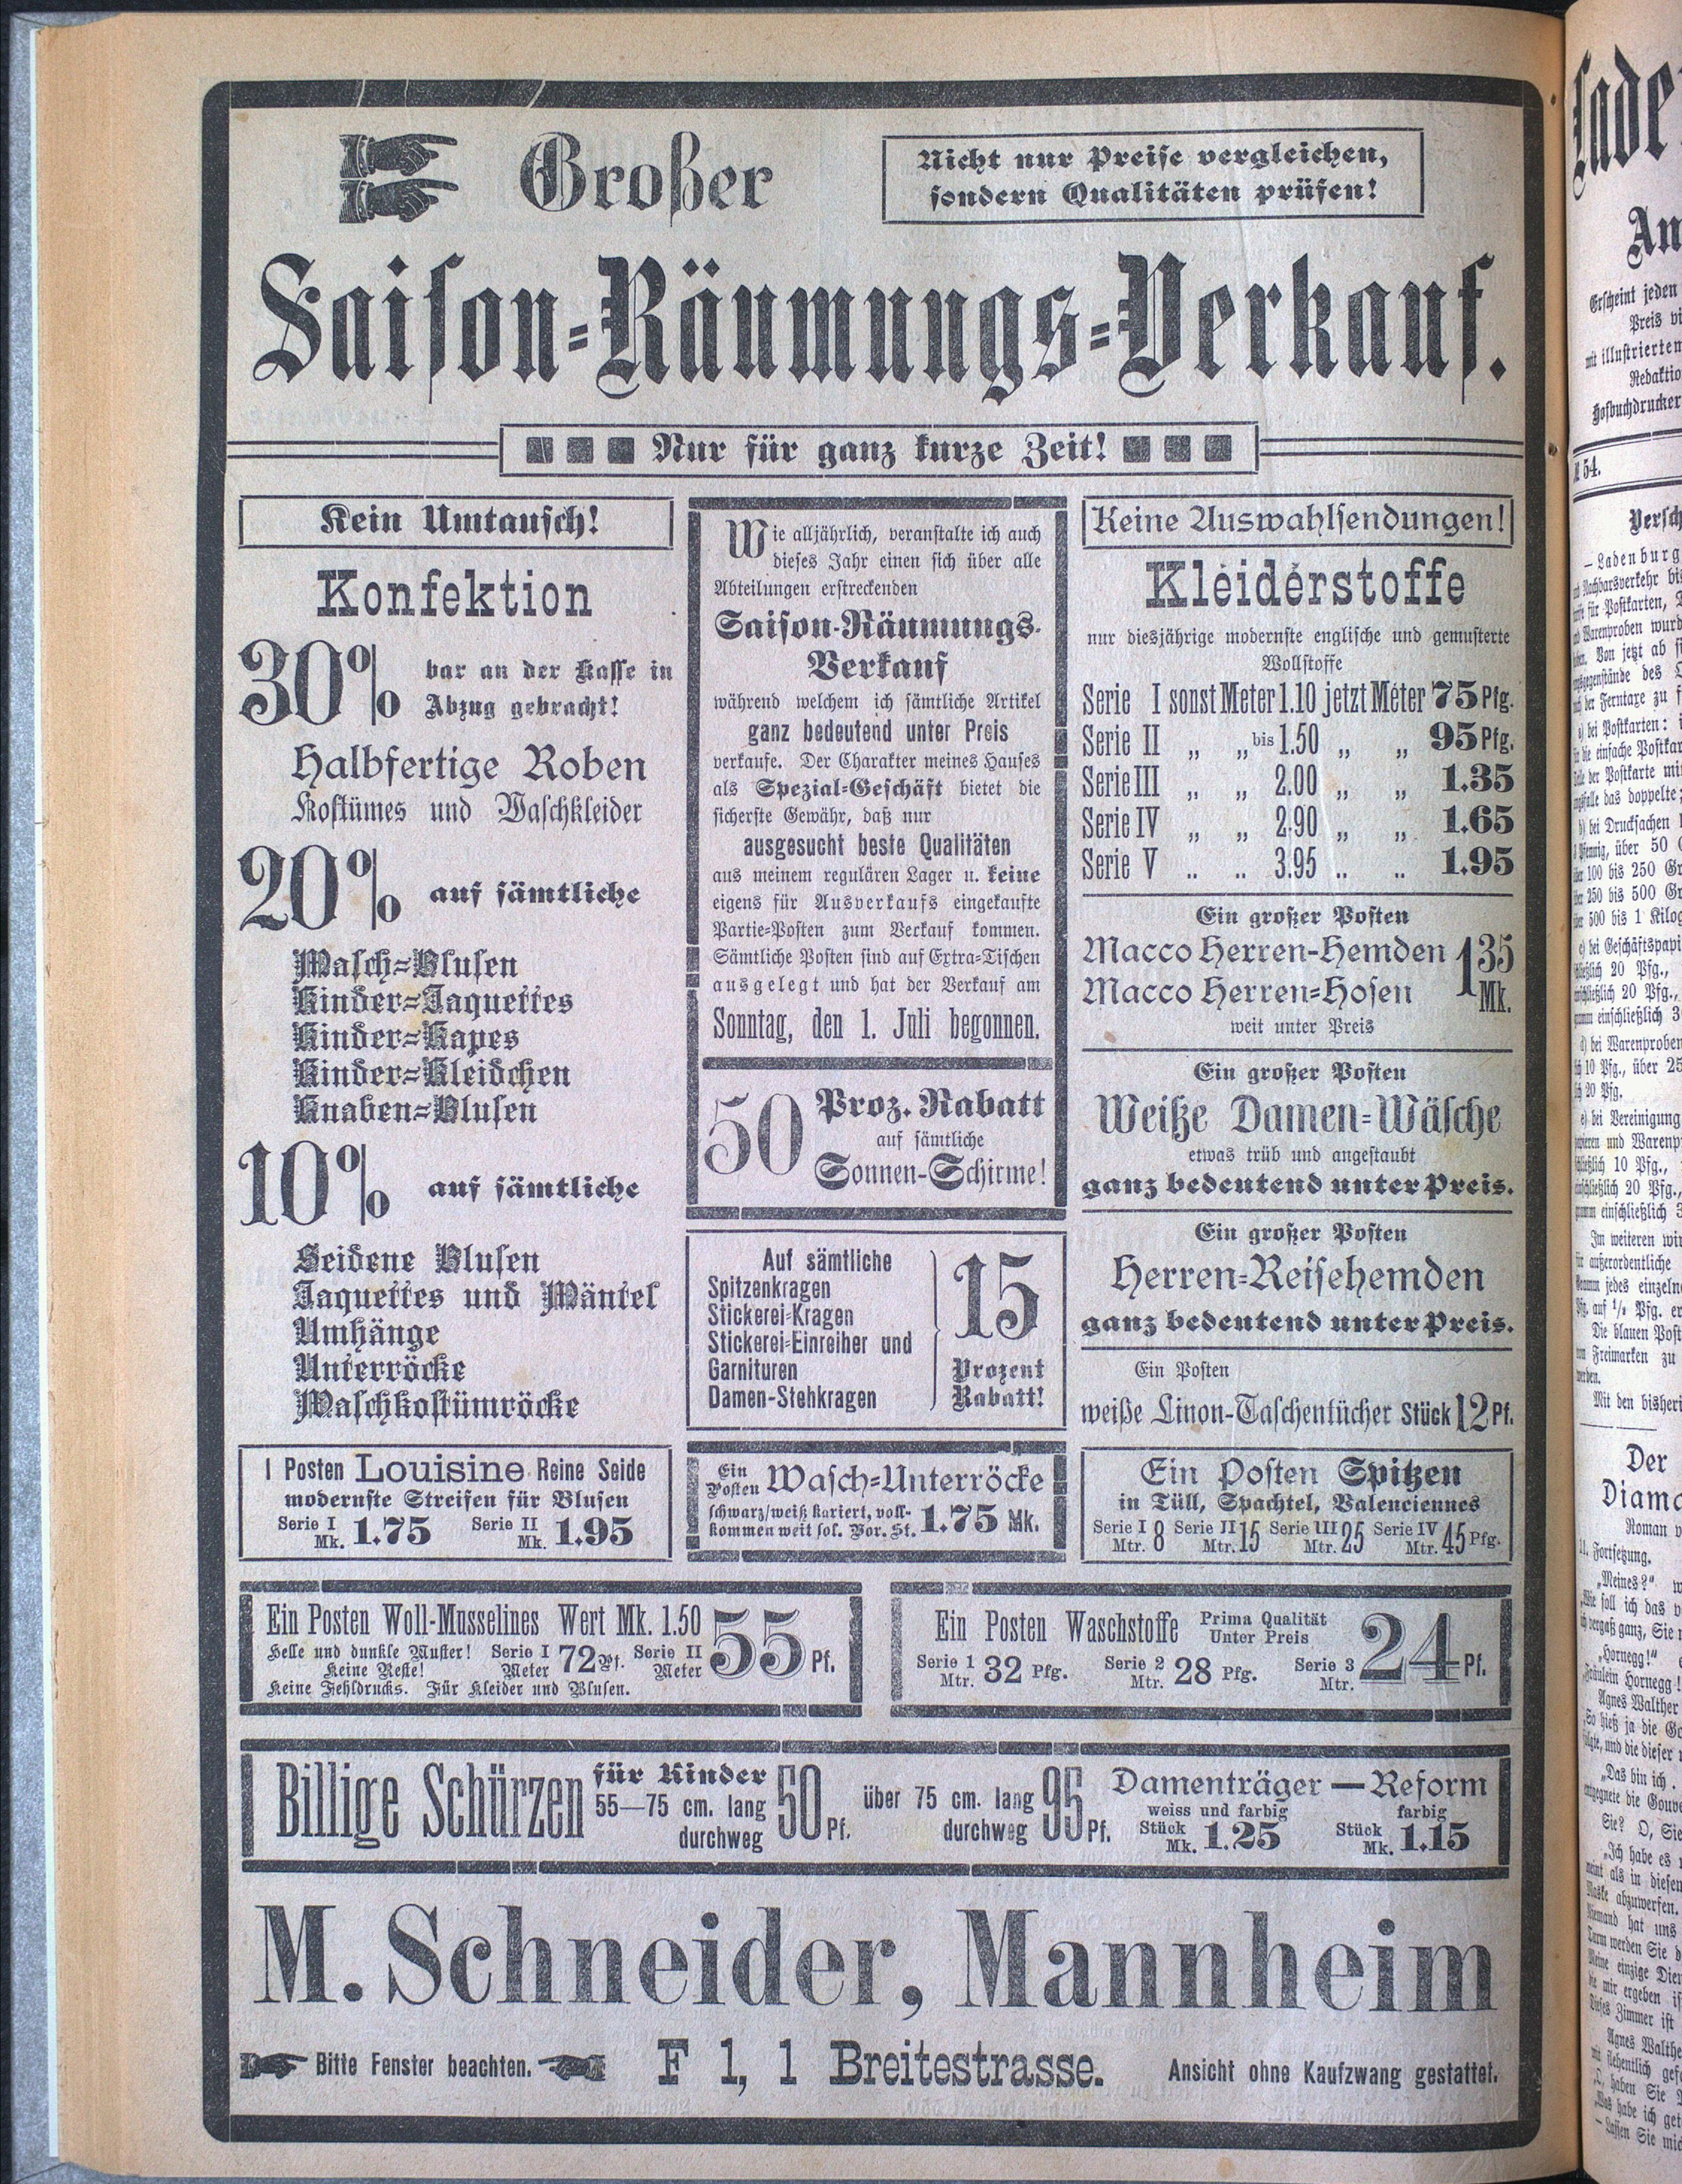 Großer
Nicht nur Preise vergleichen,
sondern Qualitäten prüfen!
Saison-Räumungs-Verkauf.
Nur für ganz kurze Zeit!
Kein Umtausch!
Konfektion
30% bar an der Kasse in
Abzug gebracht!
Halbfertige Roben
Kostümes und Waschkleider
20% auf sämtliche
Wasch-Blusen
Kinder-Jaquettes
Kinder-Kapes
Kinder-Kleidchen
Knaben-Blusen
10% auf sämtliche
Seidene Blusen
Jaquettes und Mäntel
Umhänge
Unterröcke
Waschkostümröcke
1 Posten Louisine Reine Seide
modernste Streifen für Blusen
Serie I Mk. 1.75 Serie II Mk. 1.95
Wie alljährlich, veranstalte ich auch
dieses Jahr einen sich über alle
Abteilungen erstreckenden
Saison-Räumungs-
Verkauf
während welchem ich sämtliche Artikel
ganz bedeutend unter Preis
verkaufe. Der Charakter meines Hauses
als Spezial-Geschäft bietet die
sicherste Gewähr, daß nur
ausgesucht beste Qualitäten
aus meinem regulären Lager u. keine
eigens für Ausverkaufs eingekaufte
Partie-Posten zum Verkauf kommen.
Sämtliche Posten sind auf Extra-Tischen
ausgelegt und hat der Verkauf am
Sonntag, den 1. Juli begonnen.
50 Proz. Rabatt
auf sämtliche
Sonnen-Schirme!
Auf sämtliche
Spitzenkragen
Stickerei-Kragen
Stickerei-Einreiher und
Garnituren
Damen-Stehkragen
15
Prozent
Rabatt!
Ein Posten Wasch-Unterröcke
schwarz/weiß kariert, voll-
kommen weit sol. Vor. St. 1.75 Mk.
Keine Auswahlsendungen!
Kleiderstoffe
nur diesjährige modernste englische und gemusterte
Wollstoffe
Serie I sonst Meter 1.10 jetzt Meter 75 Pfg.
Serie II „ „ bis 1.50 „ „ 95 Pfg.
Serie III „ „ 2.00 „ „ 1.35
Serie IV „ „ 2.90 „ „ 1.65
Serie V „ „ 3.95 „ „ 1.95
Ein großer Posten
Macco Herren-Hemden
Macco Herren-Hosen
1 35 Mk.
weit unter Preis
Ein großer Posten
Weiße Damen-Wäsche
etwas trüb und angestaubt
ganz bedeutend unter Preis.
Ein großer Posten
Herren-Reisehemden
ganz bedeutend unter Preis.
Ein Posten
weiße Linon-Taschentücher Stück 12 Pf.
Ein Posten Spitzen
in Tüll, Spachtel, Valenciennes
Serie I Mtr. 8 Serie II Mtr. 15 Serie III Mtr. 25 Serie IV Mtr. 45 Pfg.
Ein Posten Woll-Musselines Wert Mk. 1.50
Helle und dunkle Muster! Serie I Meter 72 Pf. Serie II Meter 55 Pf.
Keine Reste!
Keine Fehldrucks. Für Kleider und Blusen.
Ein Posten Waschstoffe Prima Qualität
Unter Preis
Serie 1 Mtr. 32 Pfg. Serie 2 Mtr. 28 Pfg. Serie 3 Mtr. 24 Pf.
Billige Schürzen für Kinder
55—75 cm. lang
durchweg 50 Pf.
über 75 cm. lang
durchweg 95 Pf.
Damenträger — Reform
weiss und farbig
Stück Mk. 1.25
farbig
Stück Mk. 1.15
M. Schneider, Mannheim
Bitte Fenster beachten.
F 1, 1 Breitestrasse.
Ansicht ohne Kaufzwang gestattet.
Erscheint jeden
mit illustrierten
54.
Ladenburg
Der
Roman
11. Fortsetzung.
„Meines?"
„Hornegg!"
Agnes Walther
„Das bin ich